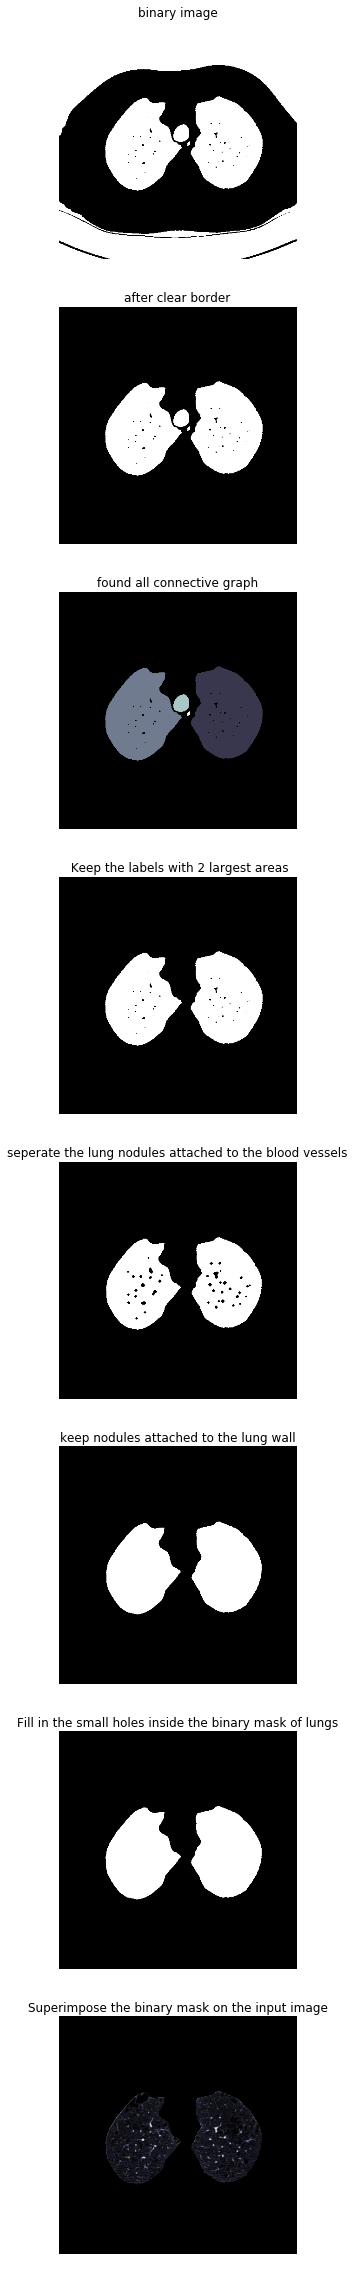 binary image
after clear border
found all connective graph
Keep the labels with 2 largest areas
seperate the lung nodules attached to the blood vessels
keep nodules attached to the lung wall
Fill in the small holes inside the binary mask of lungs
Superimpose the binary mask on the input image